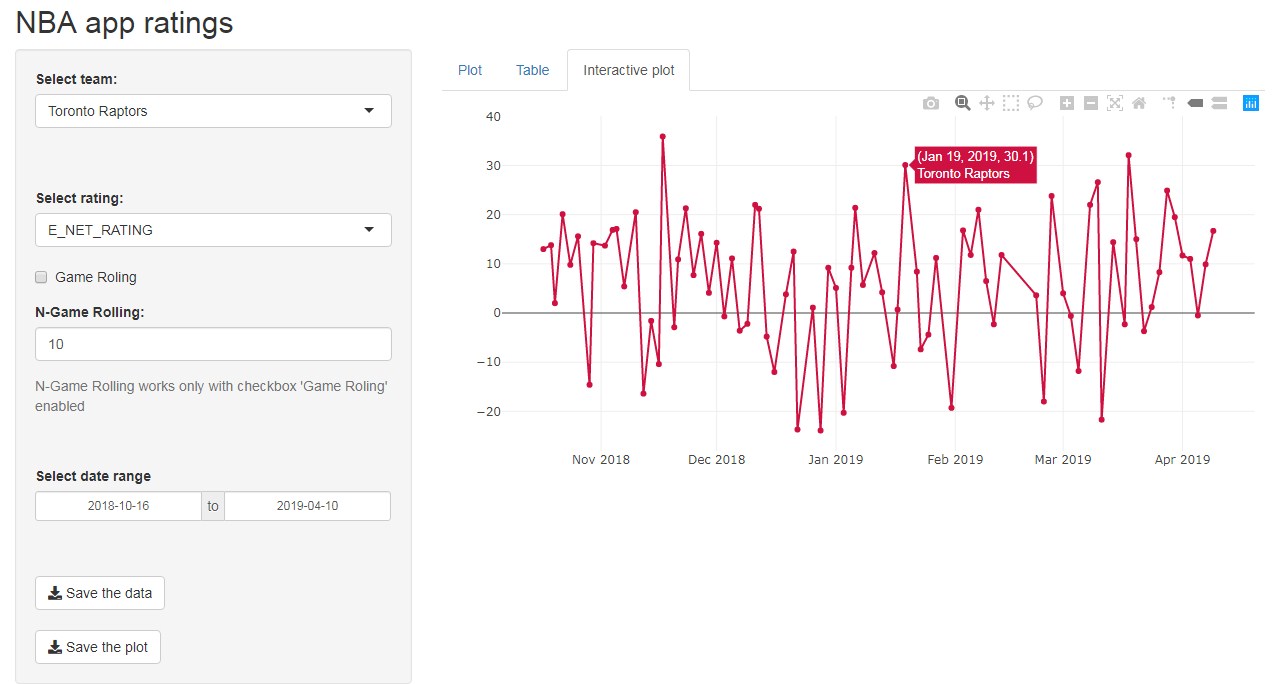 NBA app ratings
Select team:
Toronto Raptors
Select rating:
E_NET_RATING
Game Roling
N-Game Rolling:
10
N-Game Rolling works only with checkbox 'Game Roling'
enabled
Select date range
2018-10-16 to 2019-04-10
Save the data
Save the plot
Plot Table Interactive plot
40
30
20
10
0
−10
−20
(Jan 19, 2019, 30.1)
Toronto Raptors
Nov 2018 Dec 2018 Jan 2019 Feb 2019 Mar 2019 Apr 2019